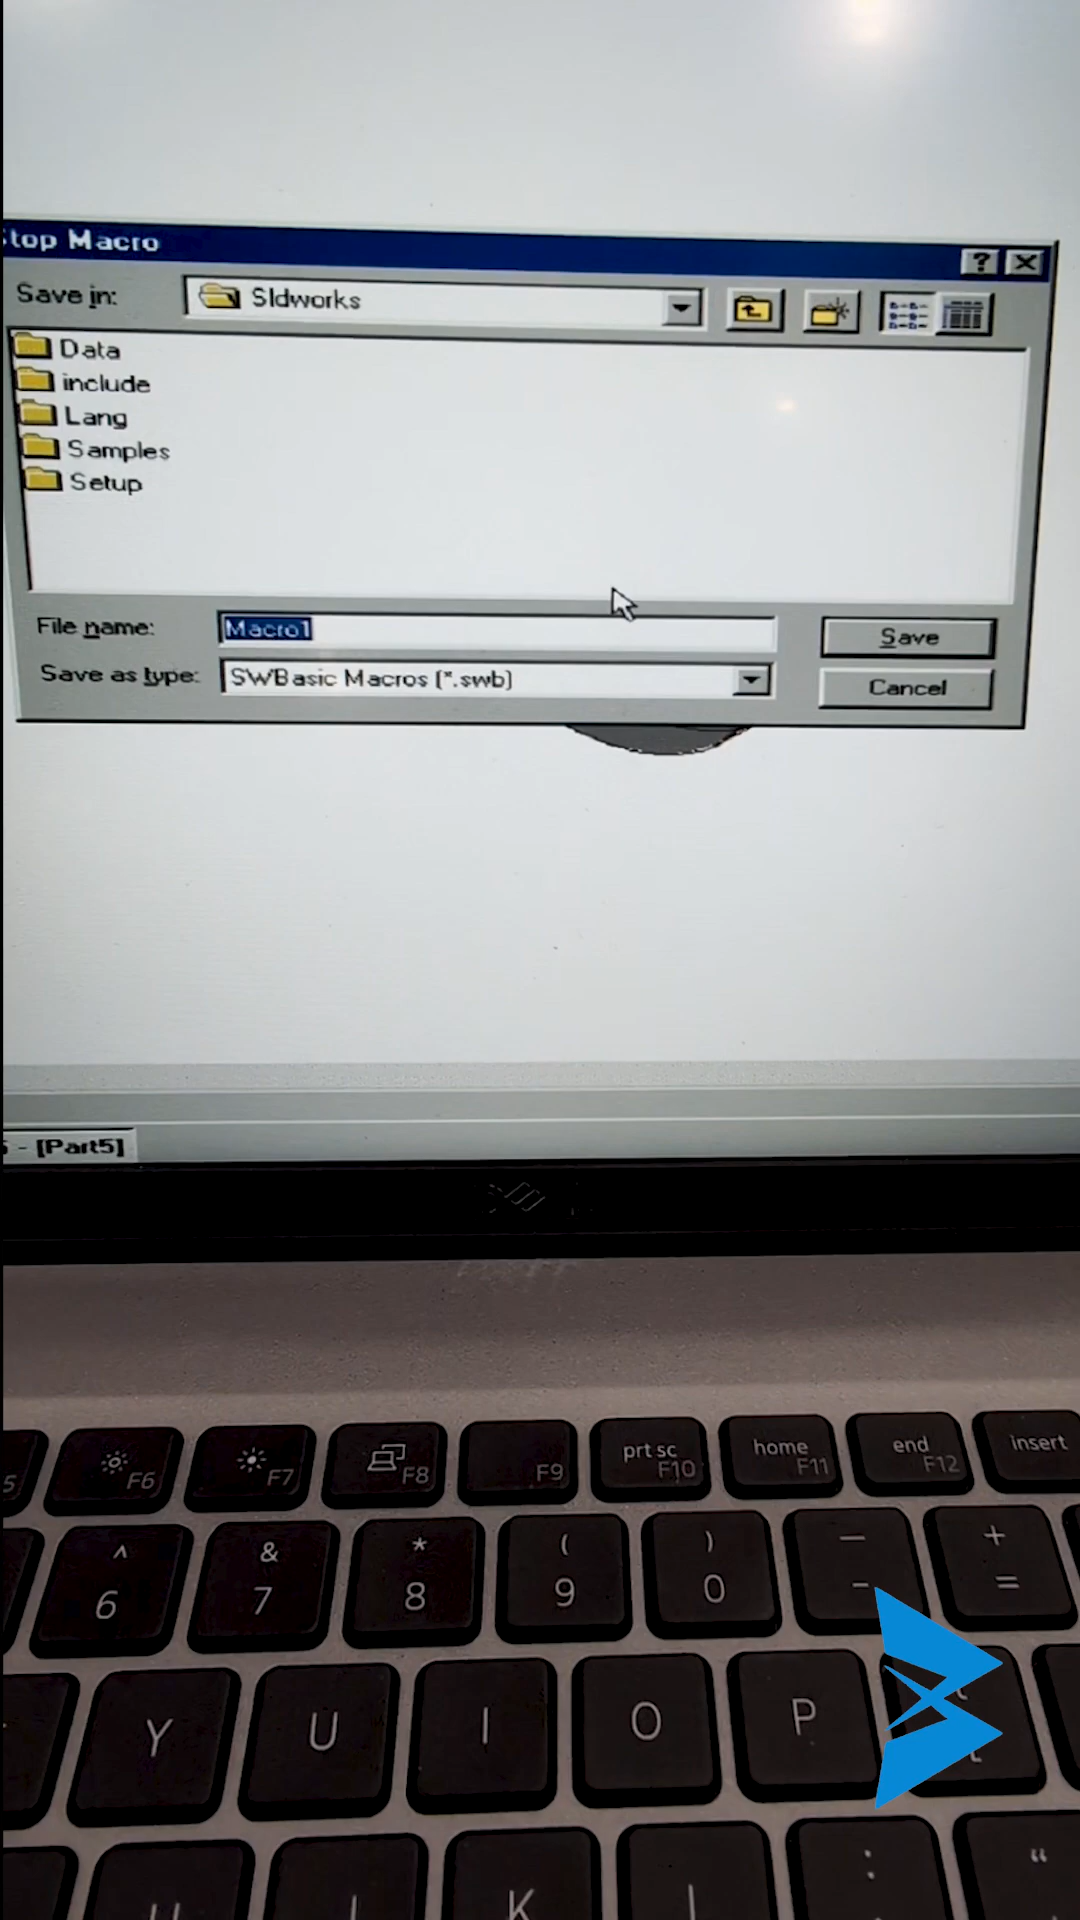 Stop Macro
Save in: Sldworks
Data
include
Lang
Samples
Setup
File name: Macro1 Save
Save as type: SWBasic Macros (*.swb) Cancel
- [Part5]
F6 F7 F8 F9 prt sc F10 home F11 end F12 insert
^ & * ( ) — +
6 7 8 9 0 - =
Y U I O P
K :